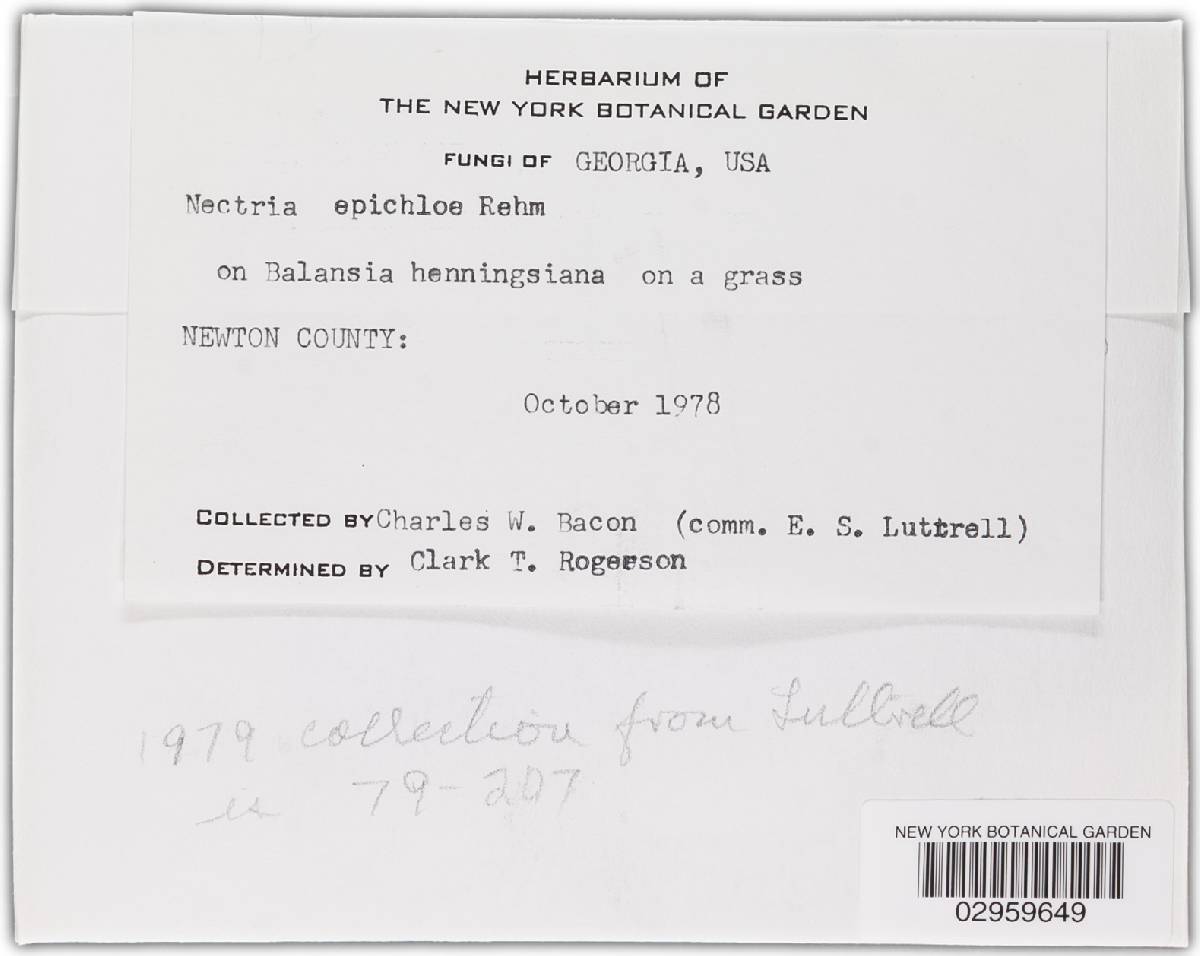 HERBARIUM OF
THE NEW YORK BOTANICAL GARDEN
FUNGI OF GEORGIA, USA
Nectria epichloe Rehm
on Balansia henningsiana on a grass
NEWTON COUNTY:
October 1978
COLLECTED BY Charles W. Bacon (comm. E. S. Luttrell)
DETERMINED BY Clark T. Rogerson
1979 collection from Luttrell
is 79-207
NEW YORK BOTANICAL GARDEN
02959649